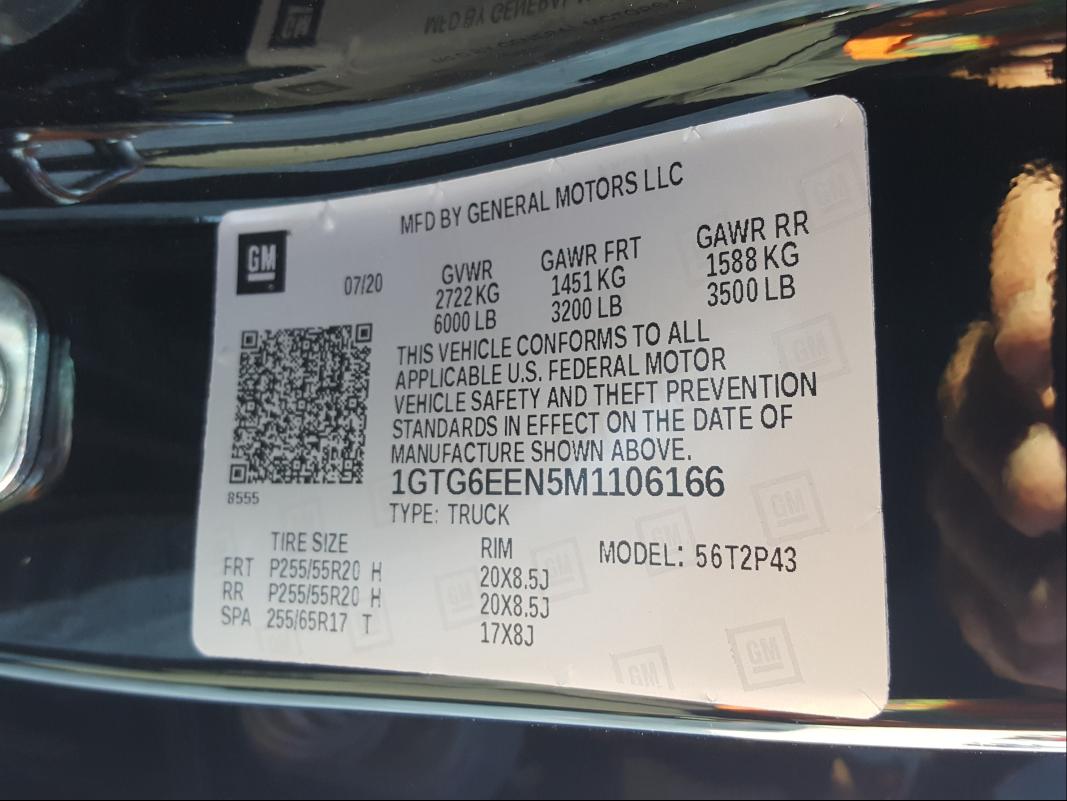 MFD BY GENERAL MOTORS LLC
GM
07/20
GVWR GAWR FRT GAWR RR
2722 KG 1451 KG 1588 KG
6000 LB 3200 LB 3500 LB
THIS VEHICLE CONFORMS TO ALL
APPLICABLE U.S. FEDERAL MOTOR
VEHICLE SAFETY AND THEFT PREVENTION
STANDARDS IN EFFECT ON THE DATE OF
MANUFACTURE SHOWN ABOVE.
8555
1GTG6EEN5M1106166
TYPE: TRUCK
TIRE SIZE RIM MODEL: 56T2P43
FRT P255/55R20 H 20X8.5J
RR P255/55R20 H 20X8.5J
SPA 255/65R17 T 17X8J